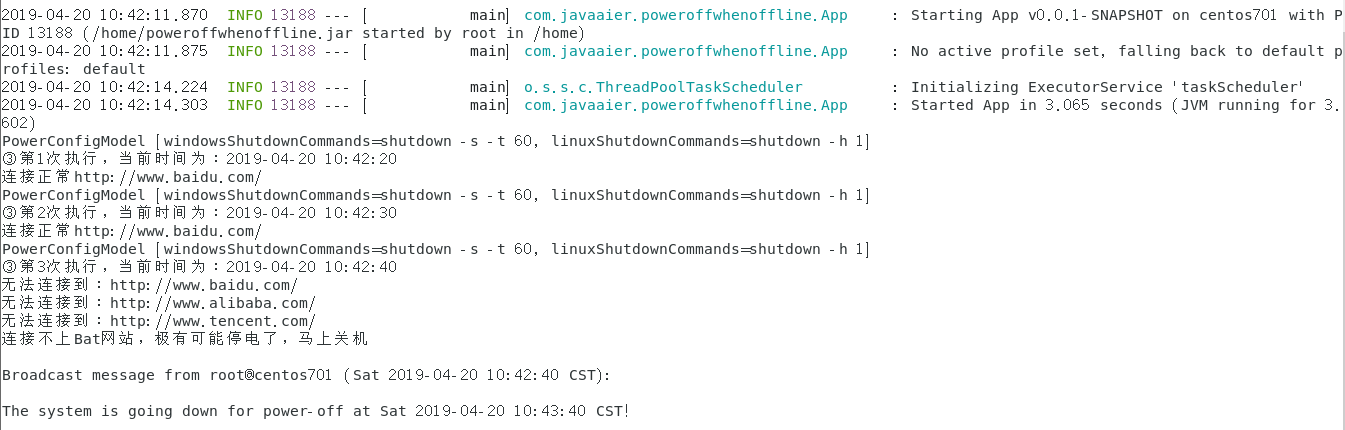 2019-04-20 10:42:11.870  INFO 13188 --- [           main] com.javaaier.poweroffwhenoffline.App     : Starting App v0.0.1-SNAPSHOT on centos701 with P
ID 13188 (/home/poweroffwhenoffline.jar started by root in /home)
2019-04-20 10:42:11.875  INFO 13188 --- [           main] com.javaaier.poweroffwhenoffline.App     : No active profile set, falling back to default p
rofiles: default
2019-04-20 10:42:14.224  INFO 13188 --- [           main] o.s.s.c.ThreadPoolTaskScheduler          : Initializing ExecutorService 'taskScheduler'
2019-04-20 10:42:14.303  INFO 13188 --- [           main] com.javaaier.poweroffwhenoffline.App     : Started App in 3.065 seconds (JVM running for 3.
602)
PowerConfigModel [windowsShutdownCommands=shutdown -s -t 60, linuxShutdownCommands=shutdown -h 1]
③第1次执行，当前时间为：2019-04-20 10:42:20
连接正常http://www.baidu.com/
PowerConfigModel [windowsShutdownCommands=shutdown -s -t 60, linuxShutdownCommands=shutdown -h 1]
③第2次执行，当前时间为：2019-04-20 10:42:30
连接正常http://www.baidu.com/
PowerConfigModel [windowsShutdownCommands=shutdown -s -t 60, linuxShutdownCommands=shutdown -h 1]
③第3次执行，当前时间为：2019-04-20 10:42:40
无法连接到：http://www.baidu.com/
无法连接到：http://www.alibaba.com/
无法连接到：http://www.tencent.com/
连接不上Bat网站，极有可能停电了，马上关机
Broadcast message from root@centos701 (Sat 2019-04-20 10:42:40 CST):
The system is going down for power-off at Sat 2019-04-20 10:43:40 CST!